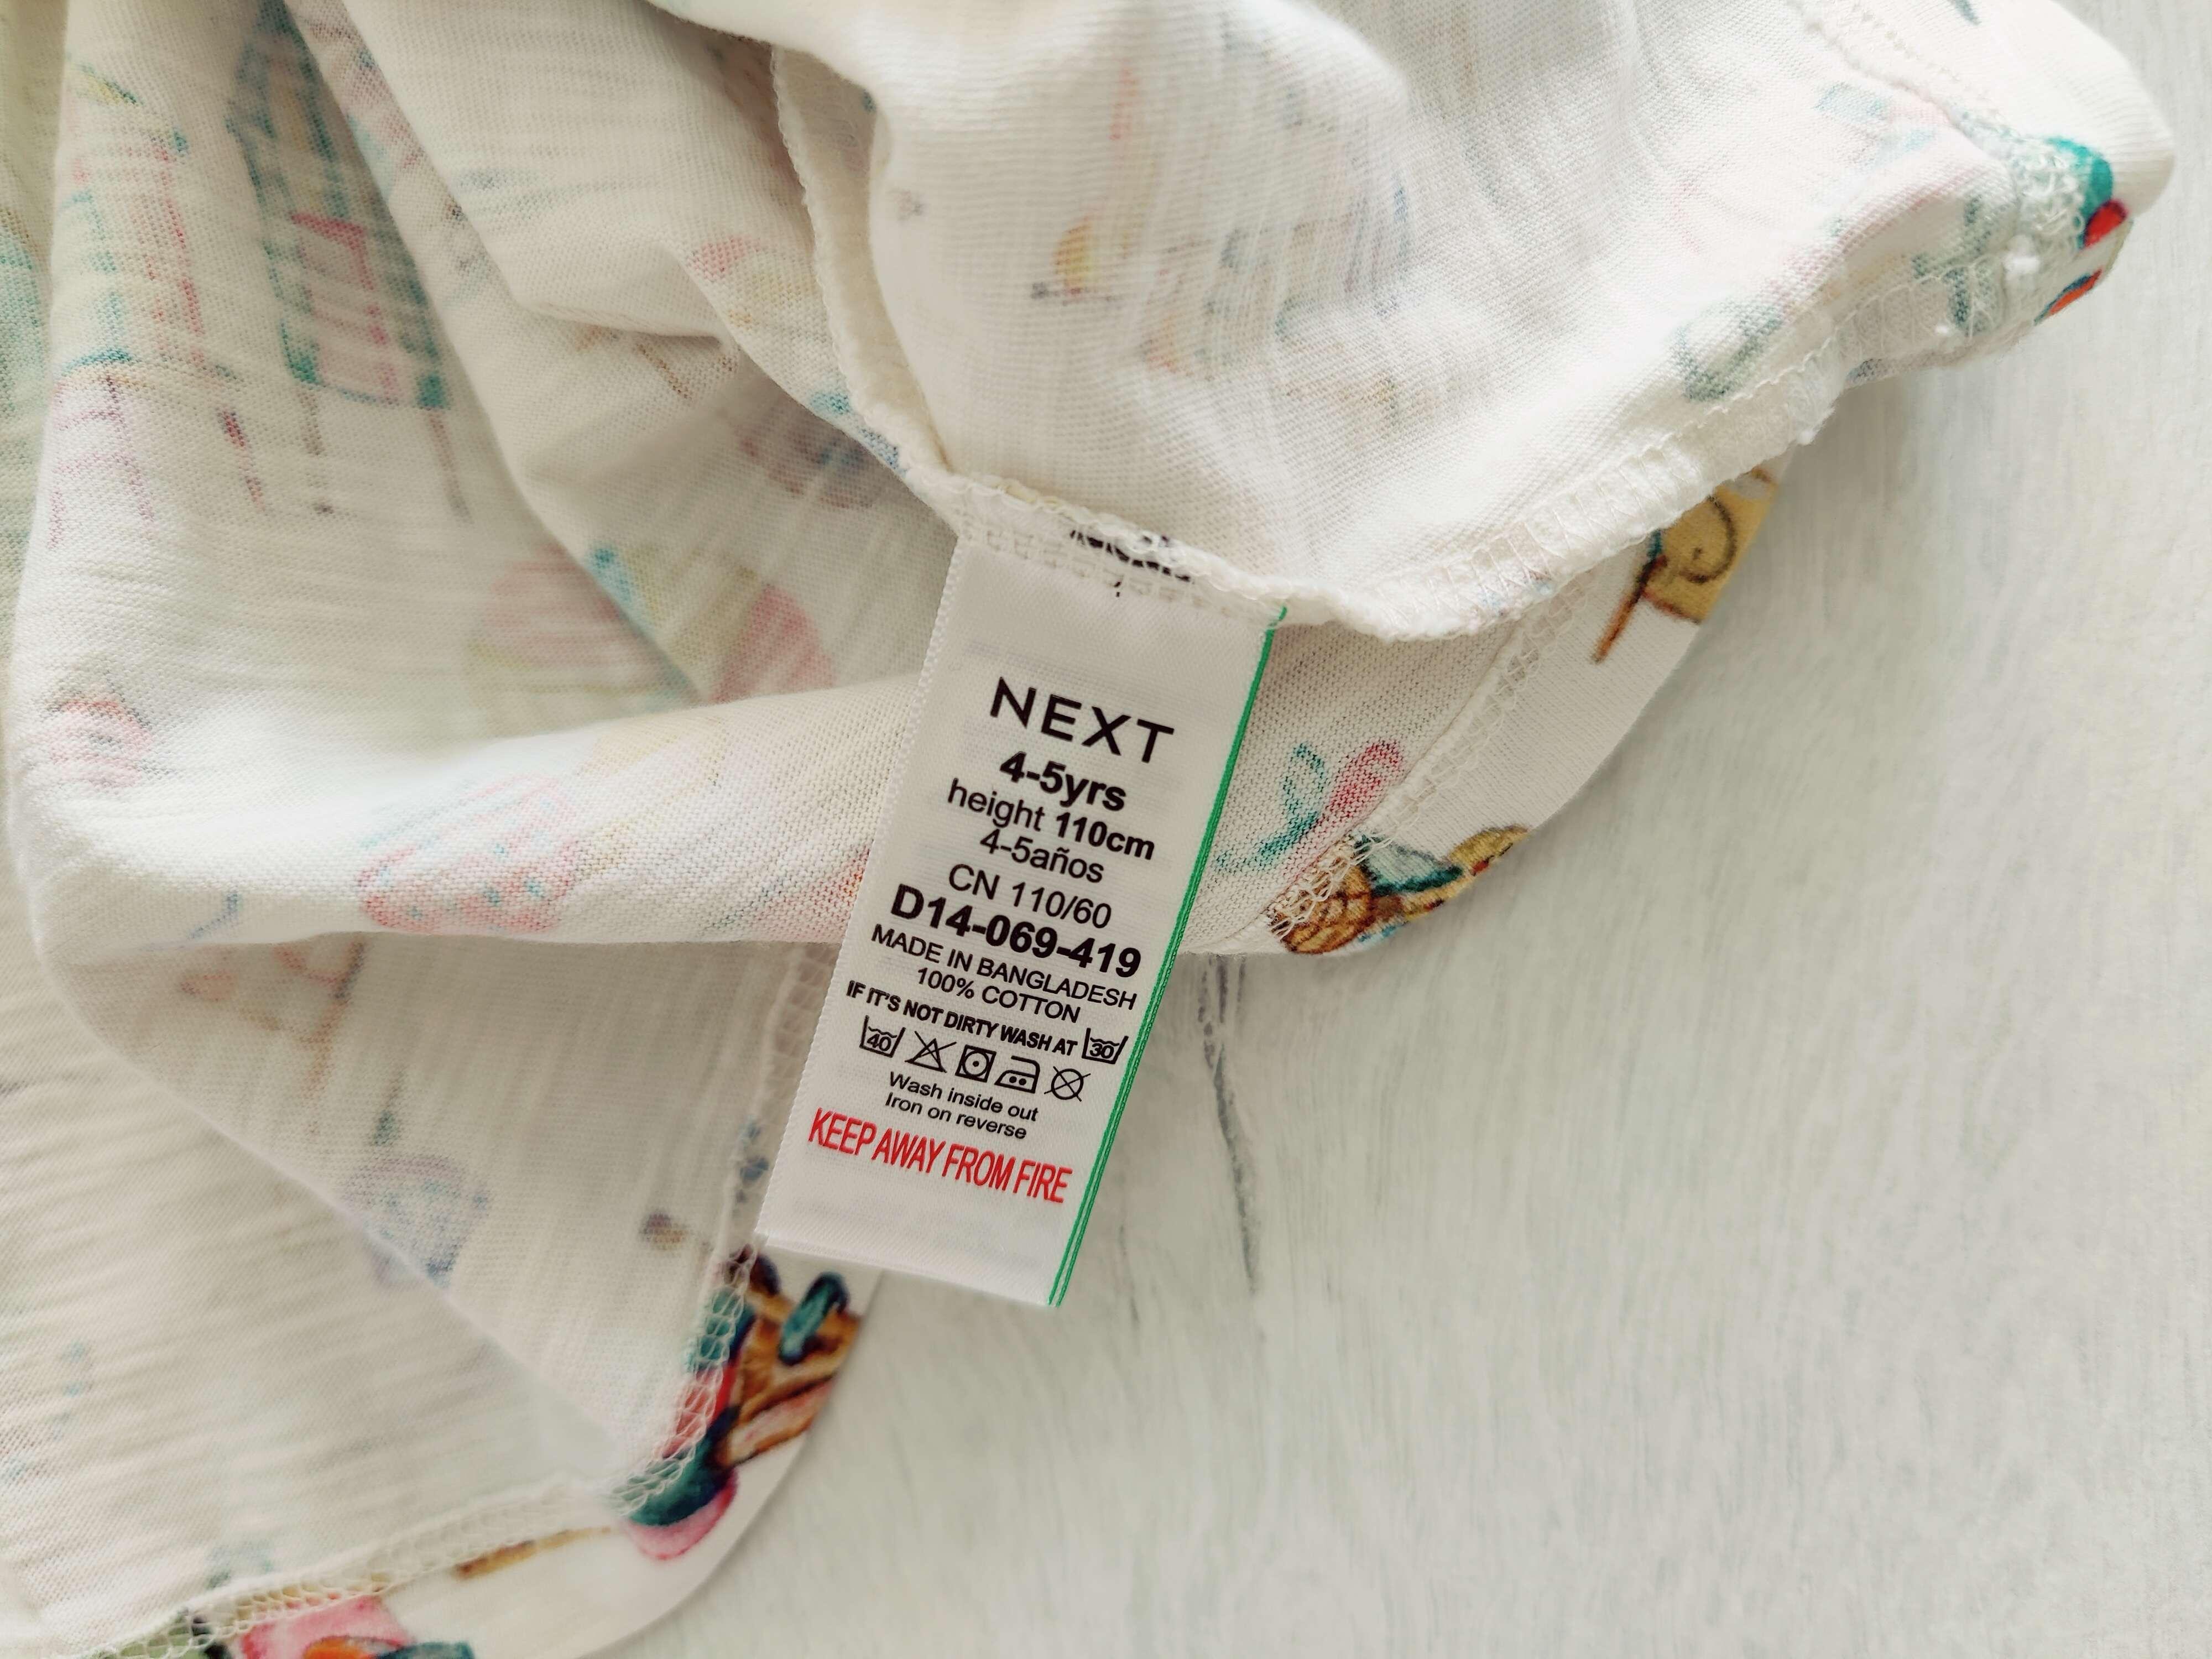 NEXT
4-5yrs
height 110cm
4-5años
CN 110/60
D14-069-419
MADE IN BANGLADESH
100% COTTON
IF IT'S NOT DIRTY WASH AT 30
40
Wash inside out
Iron on reverse
KEEP AWAY FROM FIRE